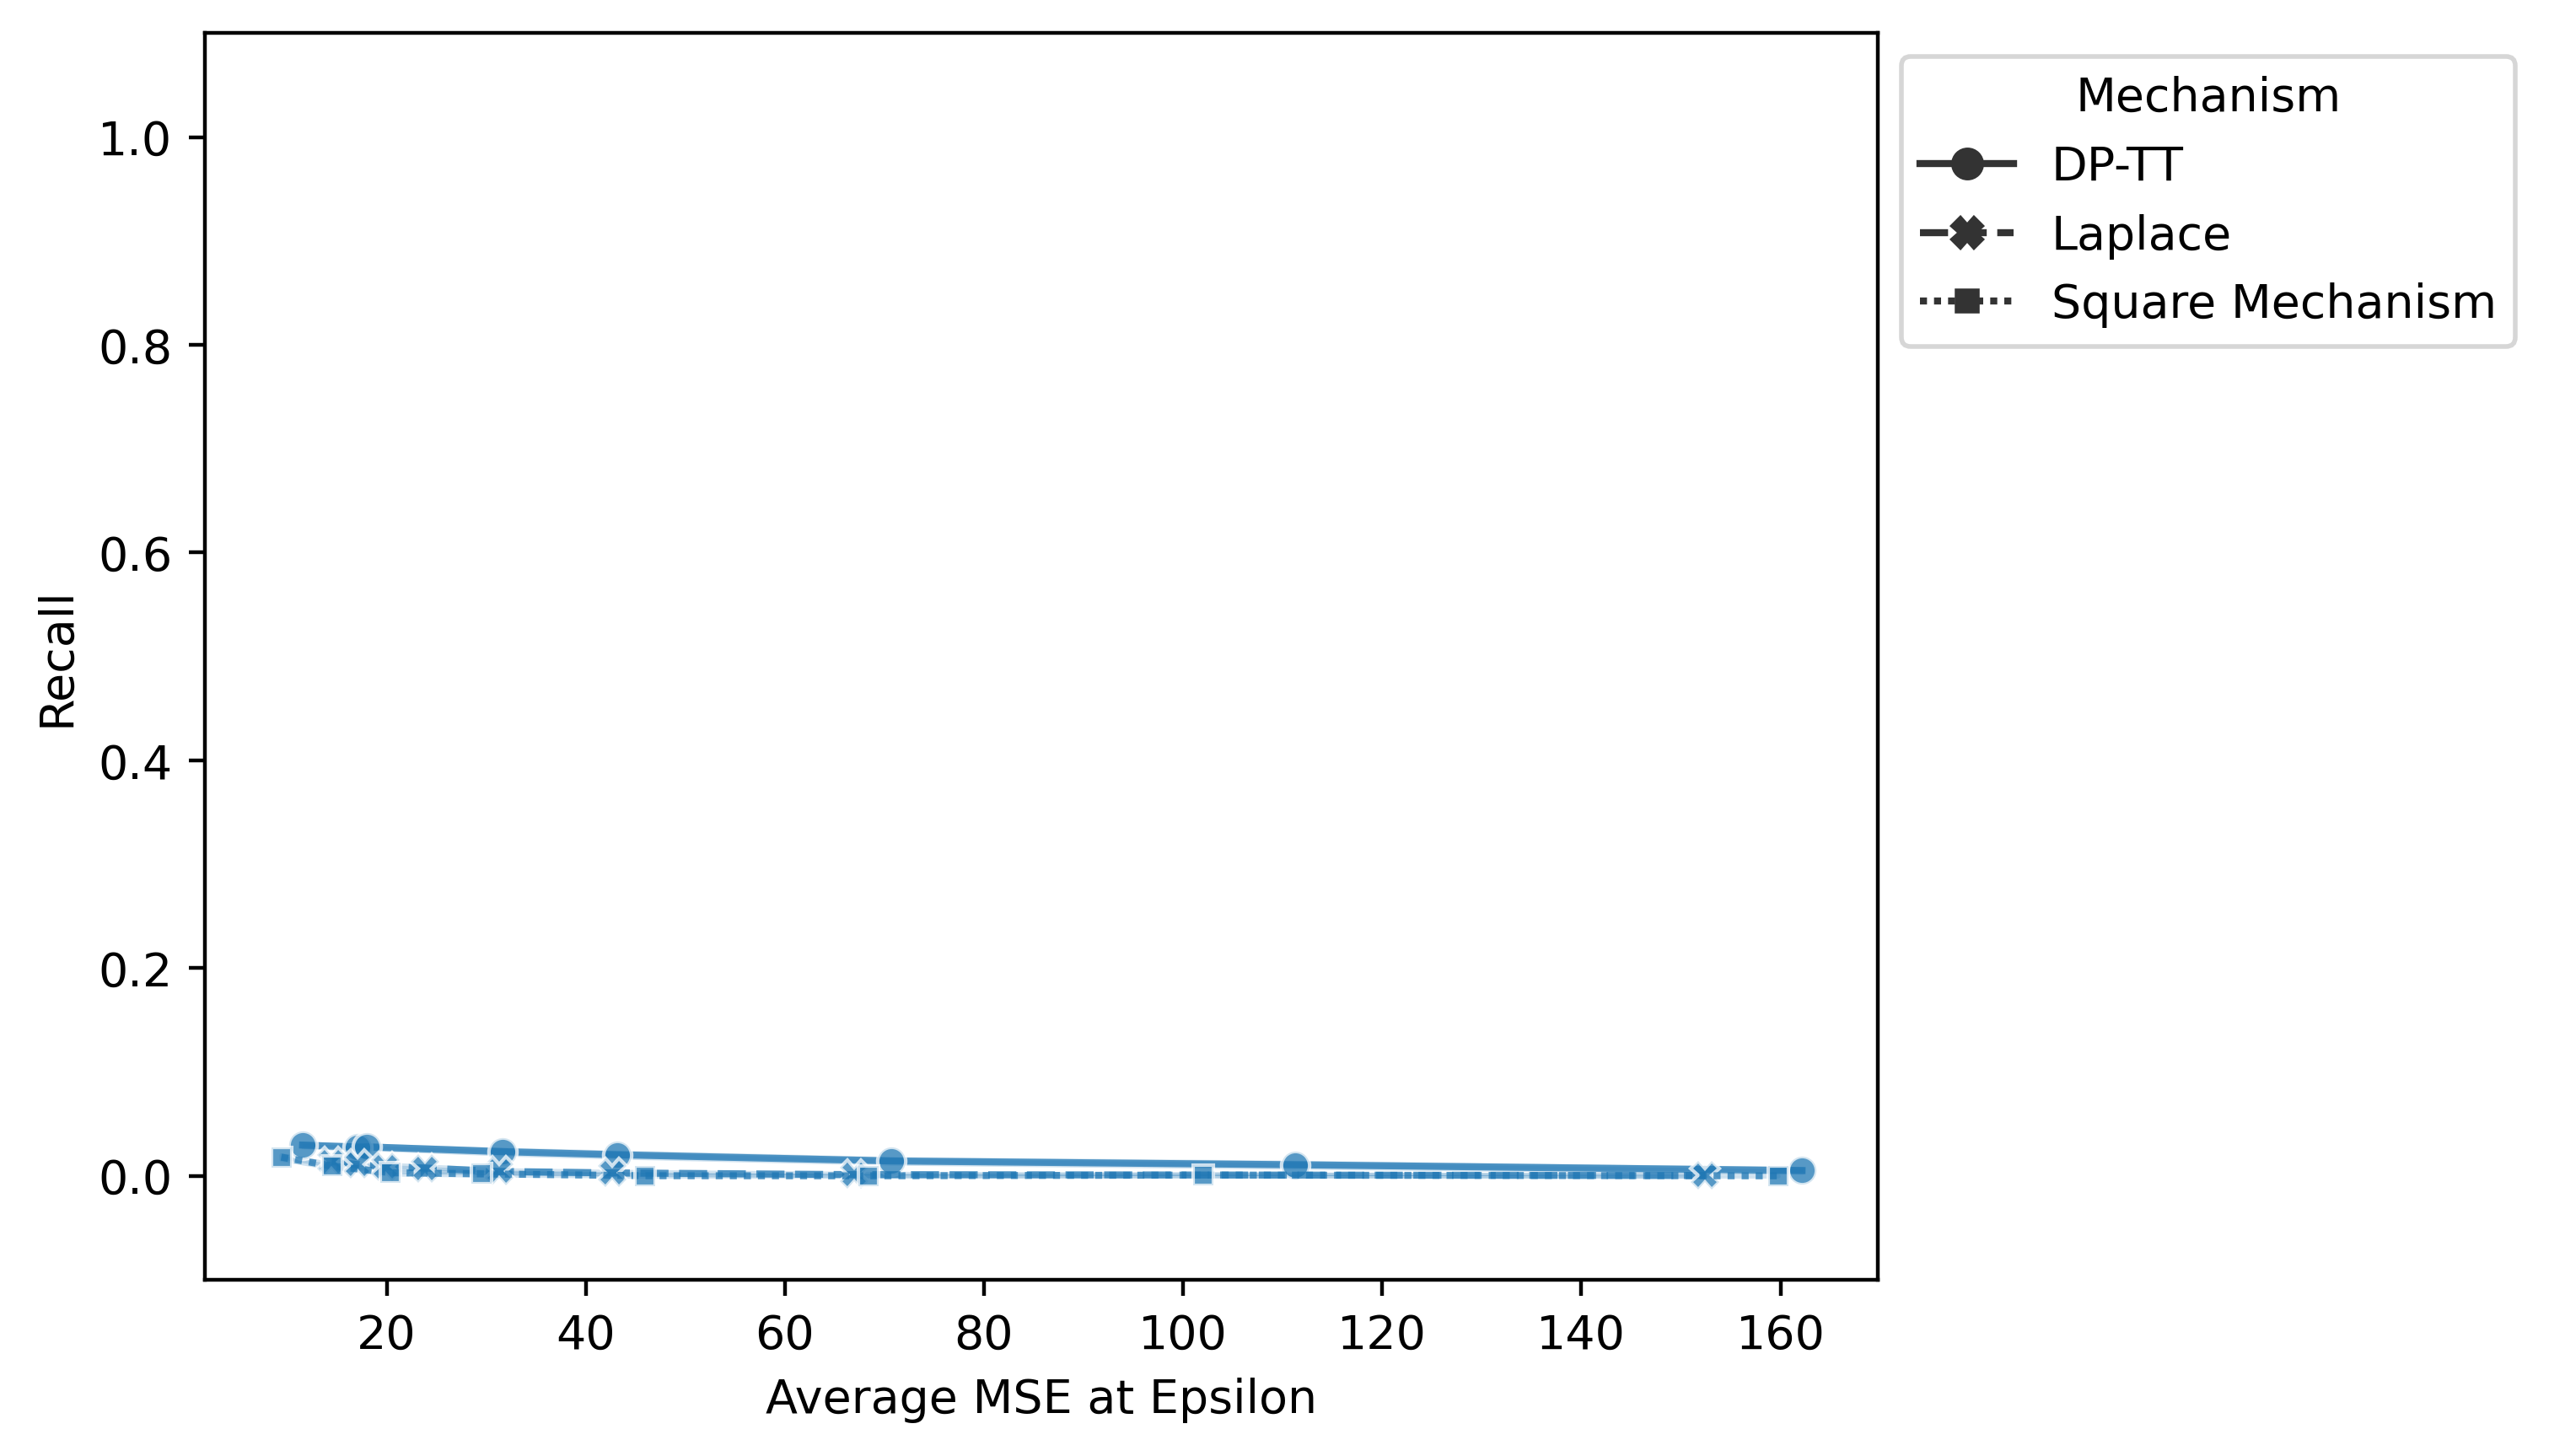 Mechanism
DP-TT
Laplace
Square Mechanism
1.0
0.8
0.6
0.4
0.2
0.0
Recall
20 40 60 80 100 120 140 160
Average MSE at Epsilon